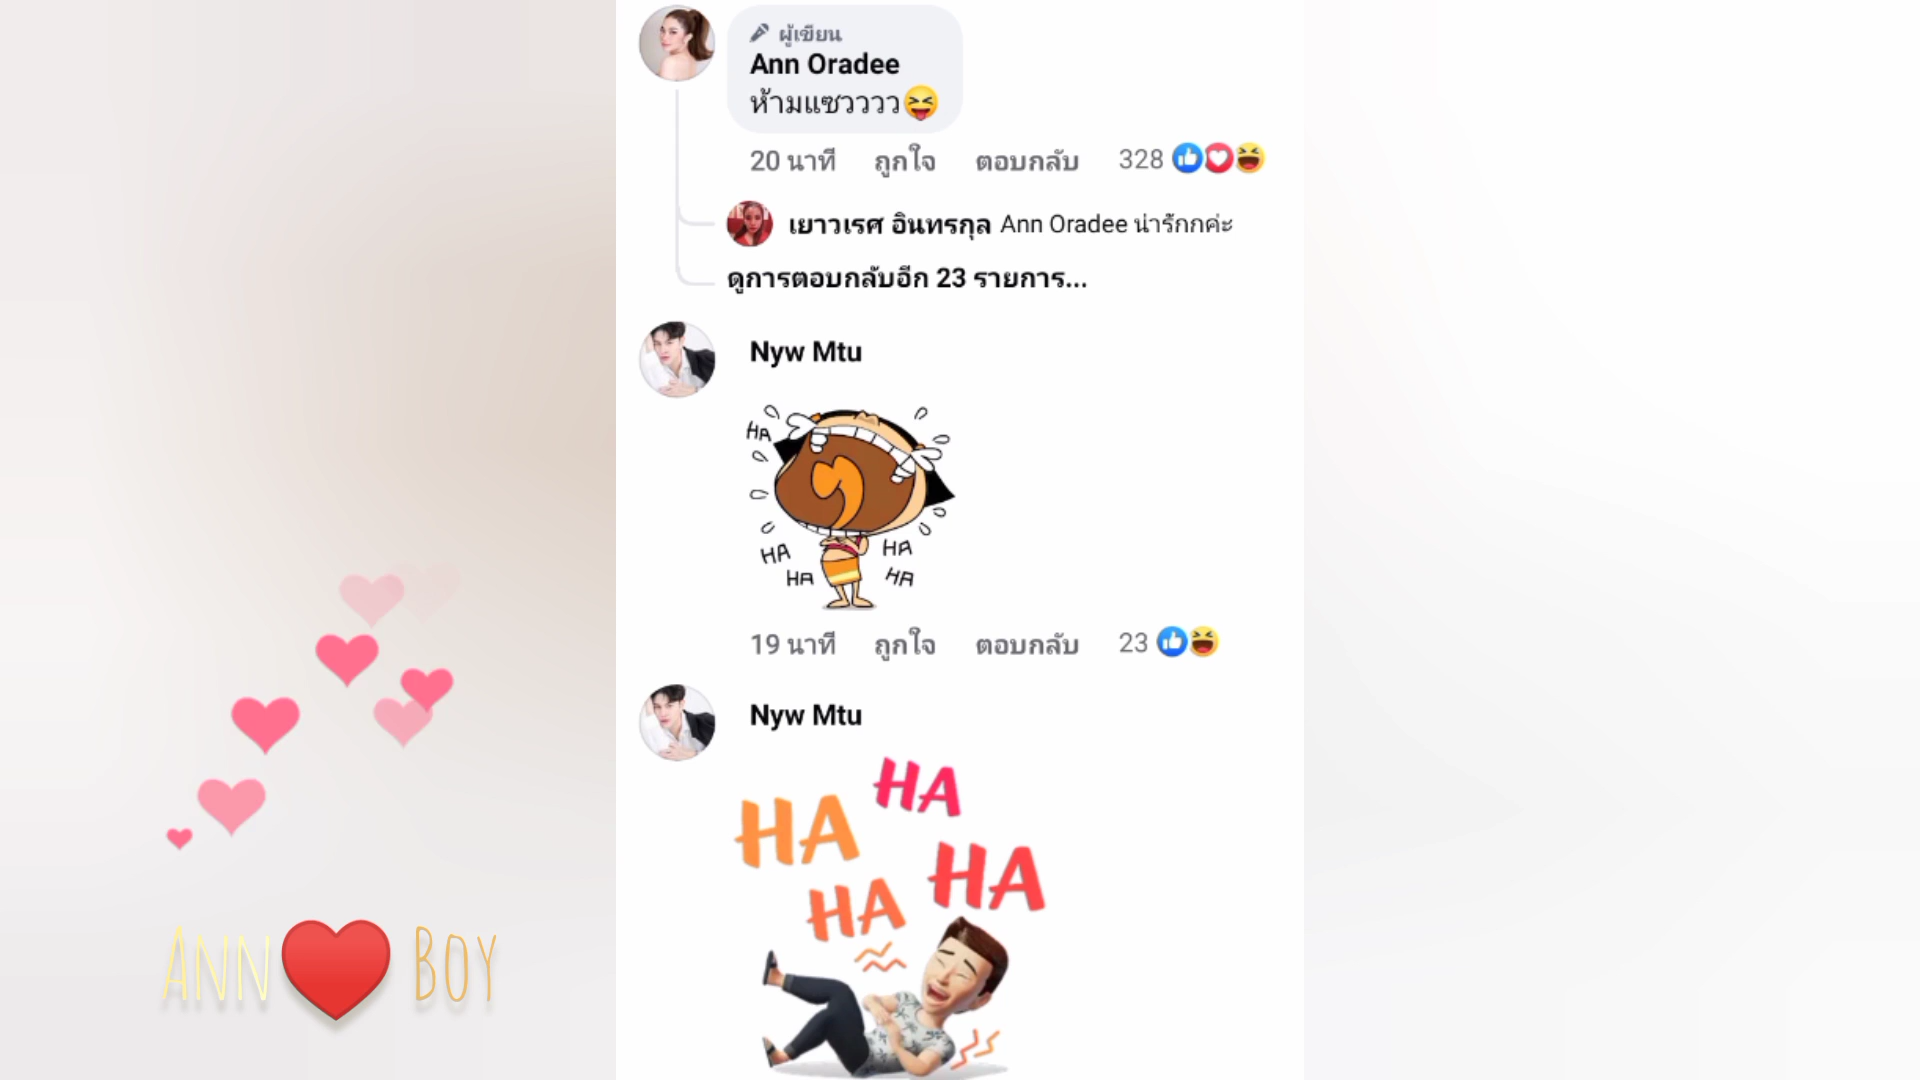 ผู้เขียน
Ann Oradee
ห้ามแซวววว😝
20 นาที ถูกใจ ตอบกลับ 328
เยาวเรศ อินทรกุล Ann Oradee น่ารักกค่ะ
ดูการตอบกลับอีก 23 รายการ...
Nyw Mtu
HA
HA HA
HA HA
19 นาที ถูกใจ ตอบกลับ 23
Nyw Mtu
HA
HA
HA
HA
ANN ❤ BOY